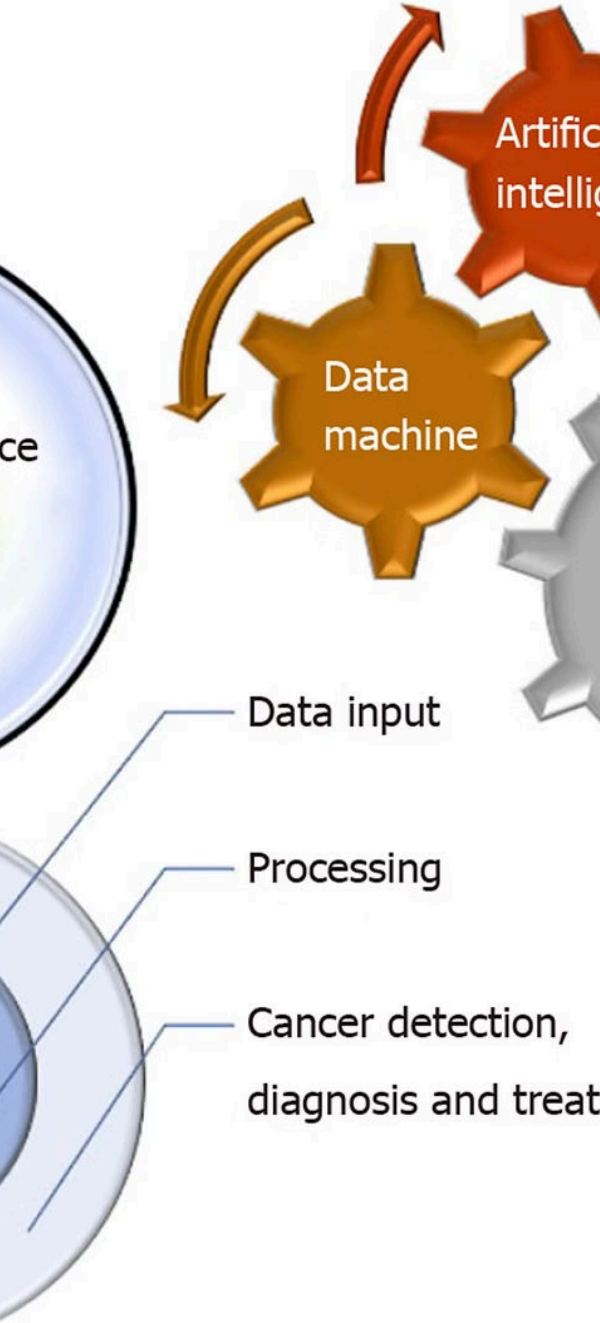 Artific
intellig
Data
machine
ce
Data input
Processing
Cancer detection,
diagnosis and treat